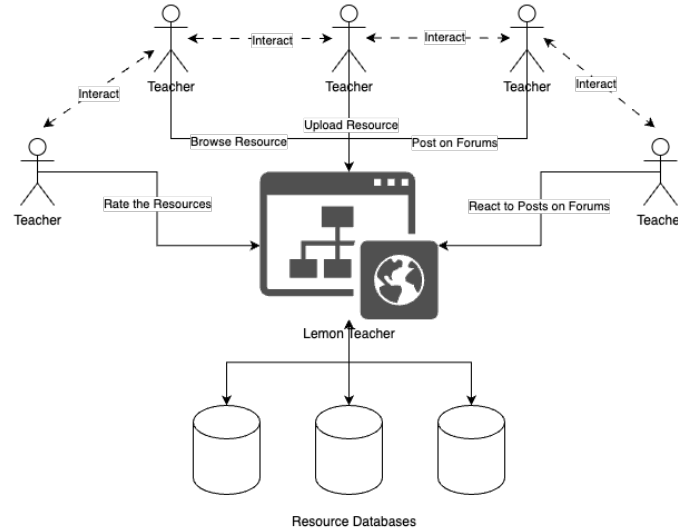 Interact
Interact
Teacher
Teacher
Teacher
Interact
Interact
Upload Resource
Browse Resource
Post on Forums
Teacher
Rate the Resources
React to Posts on Forums
Teacher
Lemon Teacher
Resource Databases